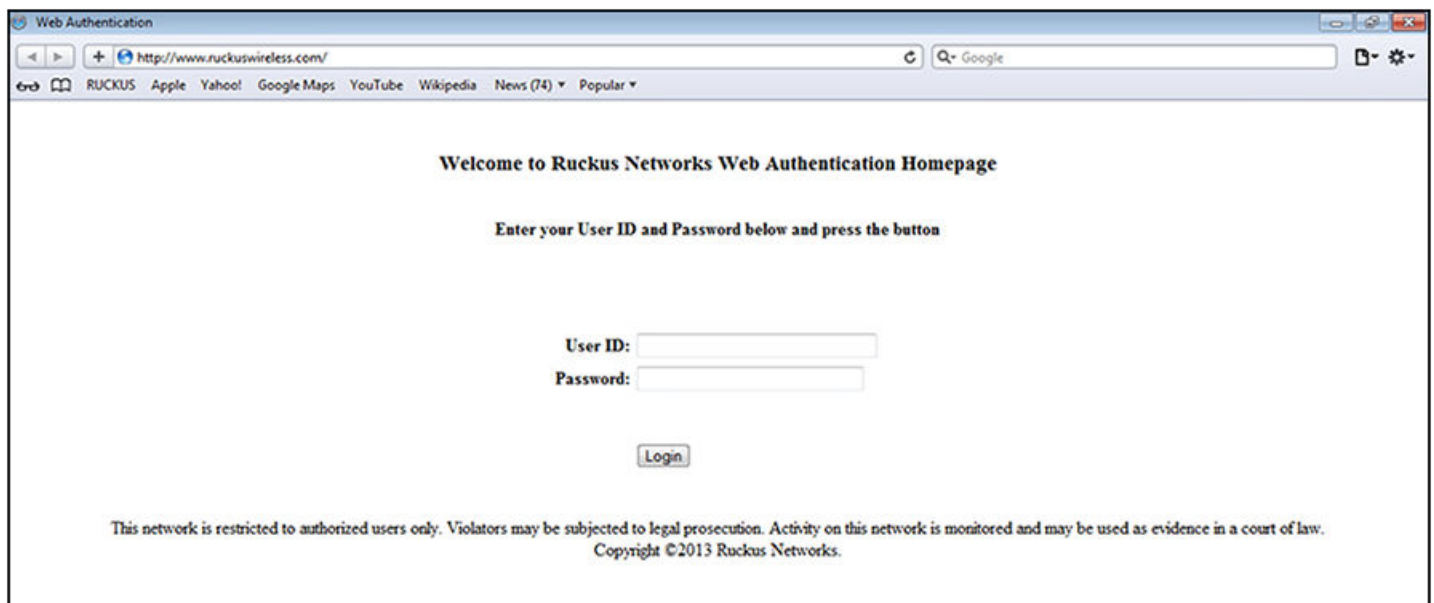 Web Authentication
http://www.ruckuswireless.com/
Google
RUCKUS Apple Yahoo! Google Maps YouTube Wikipedia News (74) ▾ Popular ▾
Welcome to Ruckus Networks Web Authentication Homepage
Enter your User ID and Password below and press the button
User ID:
Password:
Login
This network is restricted to authorized users only. Violators may be subjected to legal prosecution. Activity on this network is monitored and may be used as evidence in a court of law.
Copyright ©2013 Ruckus Networks.